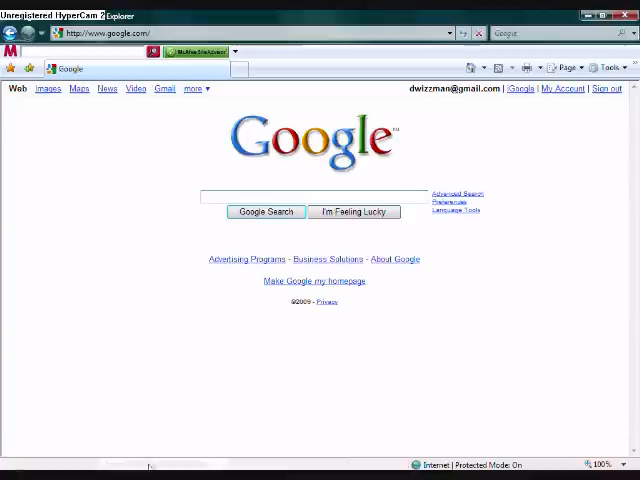 Unregistered HyperCam 2 Explorer
http://www.google.com/
Google
M
McAfee SiteAdvisor
Google
Page
Tools
Web Images Maps News Video Gmail more ▼
dwizzman@gmail.com | iGoogle | My Account | Sign out
Google™
Advanced Search
Preferences
Language Tools
Google Search
I'm Feeling Lucky
Advertising Programs - Business Solutions - About Google
Make Google my homepage
©2009 - Privacy
Internet | Protected Mode: On
100%